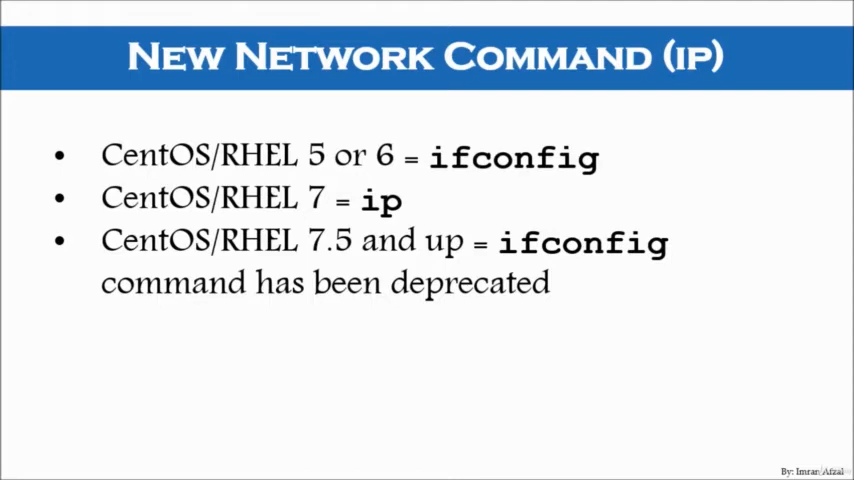 NEW NETWORK COMMAND (IP)
• CentOS/RHEL 5 or 6 = ifconfig
• CentOS/RHEL 7 = ip
• CentOS/RHEL 7.5 and up = ifconfig
command has been deprecated
By: Imran Afzal